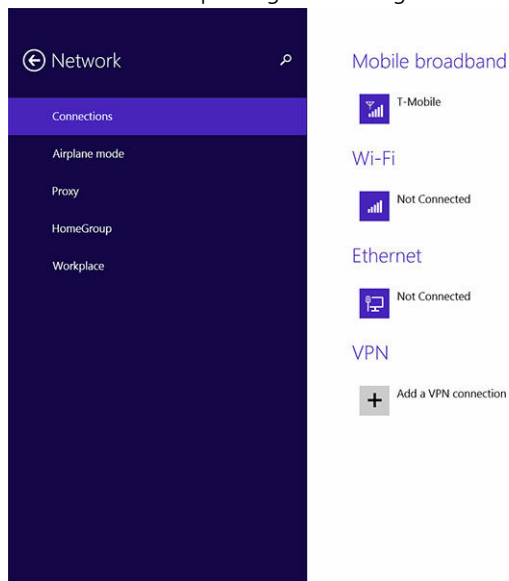 Network
Connections
Airplane mode
Proxy
HomeGroup
Workplace
Mobile broadband
T-Mobile
Wi-Fi
Not Connected
Ethernet
Not Connected
VPN
Add a VPN connection